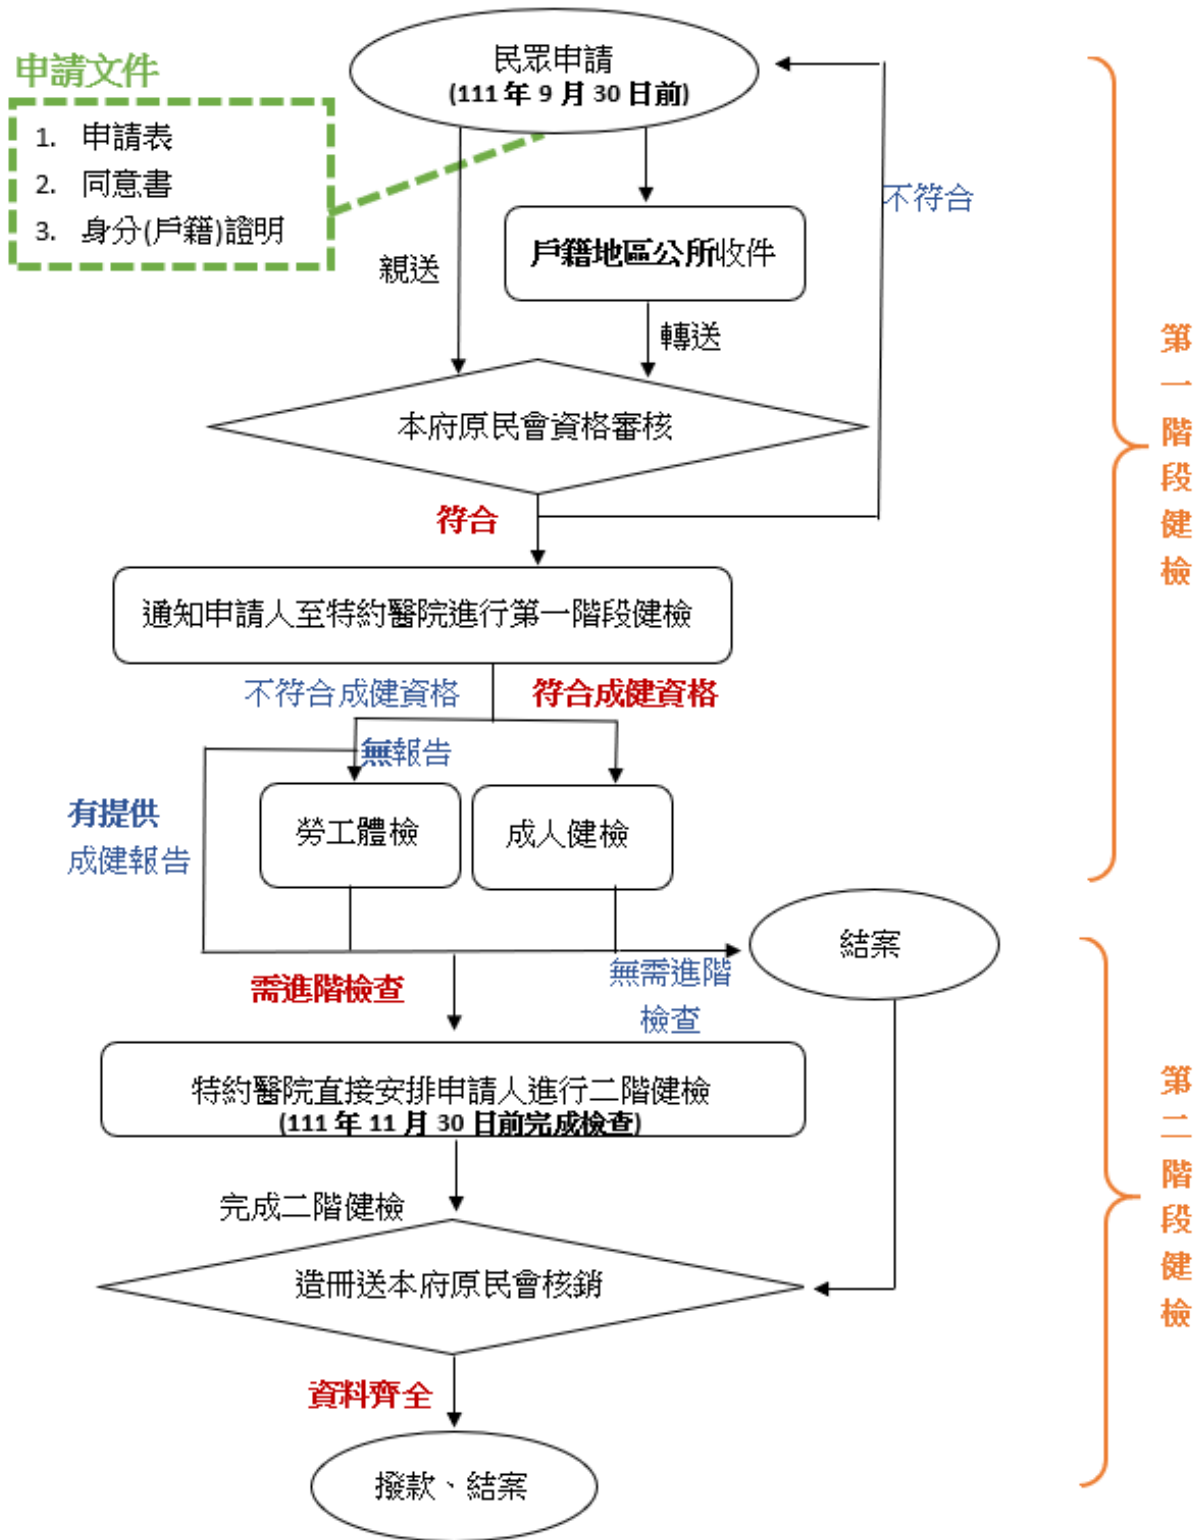 民眾申請
(111 年 9 月 30 日前)
申請文件
1. 申請表
2. 同意書
3. 身分(戶籍)證明
不符合
戶籍地區公所收件
親送
轉送
本府原民會資格審核
符合
通知申請人至特約醫院進行第一階段健檢
不符合成健資格
符合成健資格
無報告
有提供
成健報告
勞工體檢
成人健檢
第一階段健檢
結案
需進階檢查
無需進階
檢查
特約醫院直接安排申請人進行二階健檢
(111 年 11 月 30 日前完成檢查)
完成二階健檢
造冊送本府原民會核銷
資料齊全
撥款、結案
第二階段健檢